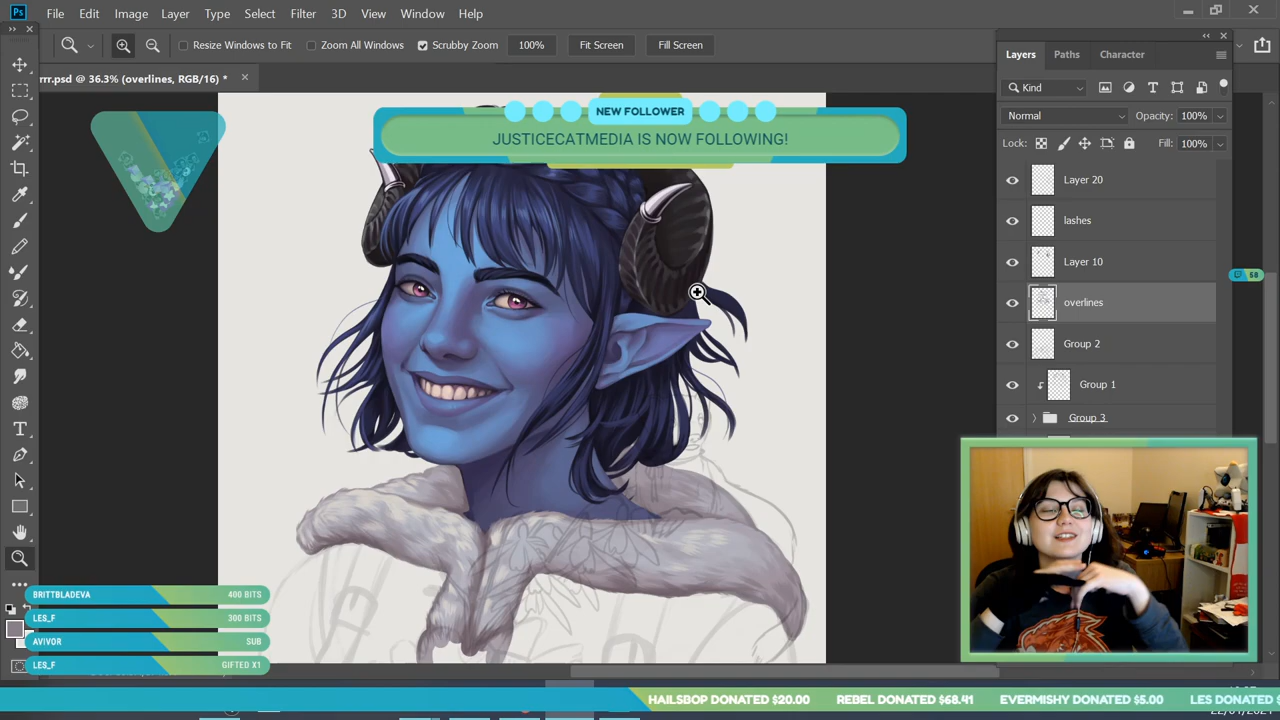 Ps File Edit Image Layer Type Select Filter 3D View Window Help
Resize Windows to Fit Zoom All Windows Scrubby Zoom 100% Fit Screen Fill Screen
rrr.psd @ 36.3% (overlines, RGB/16) *
NEW FOLLOWER
JUSTICECATMEDIA IS NOW FOLLOWING!
Layers Paths Character
Kind
Normal Opacity: 100%
Lock: Fill: 100%
Layer 20
lashes
Layer 10
58
overlines
Group 2
Group 1
Group 3
BRITTBLADEVA 400 BITS
LES_F 300 BITS
AVIVOR SUB
LES_F GIFTED X1
HAILSBOP DONATED $20.00 REBEL DONATED $68.41 EVERMISHY DONATED $5.00 LES DONATED $